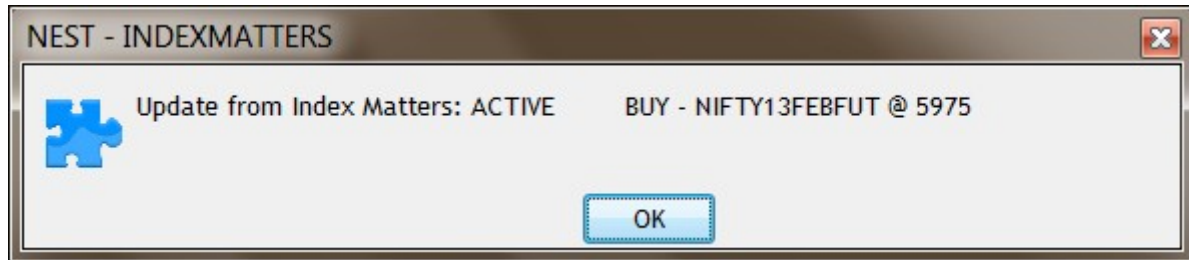 NEST - INDEXMATTERS
Update from Index Matters: ACTIVE BUY - NIFTY13FEBFUT @ 5975
OK